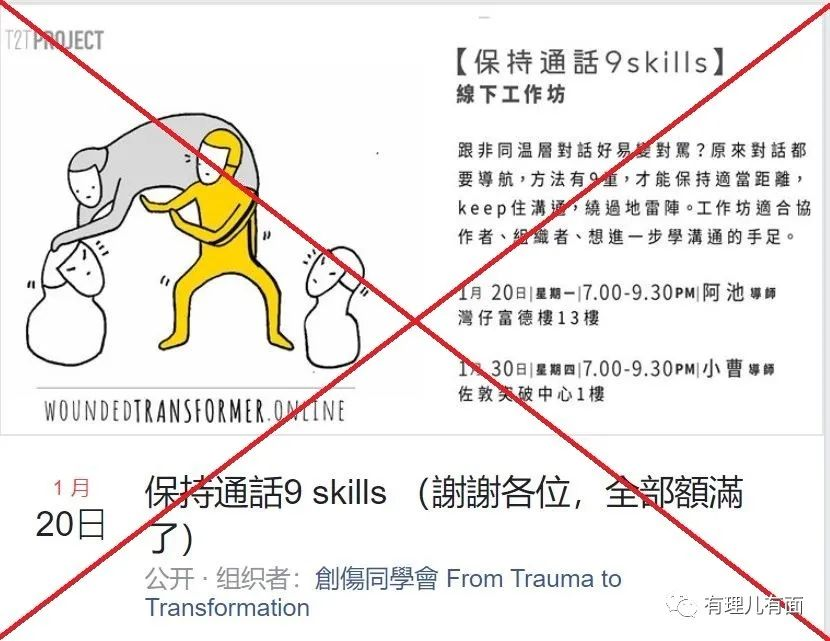 T2TPROJECT
【保持通話9skills】
線下工作坊
跟非同温層對話好易變對罵？原來對話都
要導航，方法有9重，才能保持適當距離，
keep住溝通，繞過地雷陣。工作坊適合協
作者、組織者、想進一步學溝通的手足。
1月 20日|星期一|7.00-9.30PM|阿池 導師
灣仔富德樓13樓
1月 30日|星期四|7.00-9.30PM|小曹 導師
佐敦突破中心1樓
WOUNDEDTRANSFORMER.ONLINE
1月
20日
保持通話9 skills （謝謝各位，全部額滿
了）
公开 · 组织者： 創傷同學會 From Trauma to
Transformation
有理儿有面